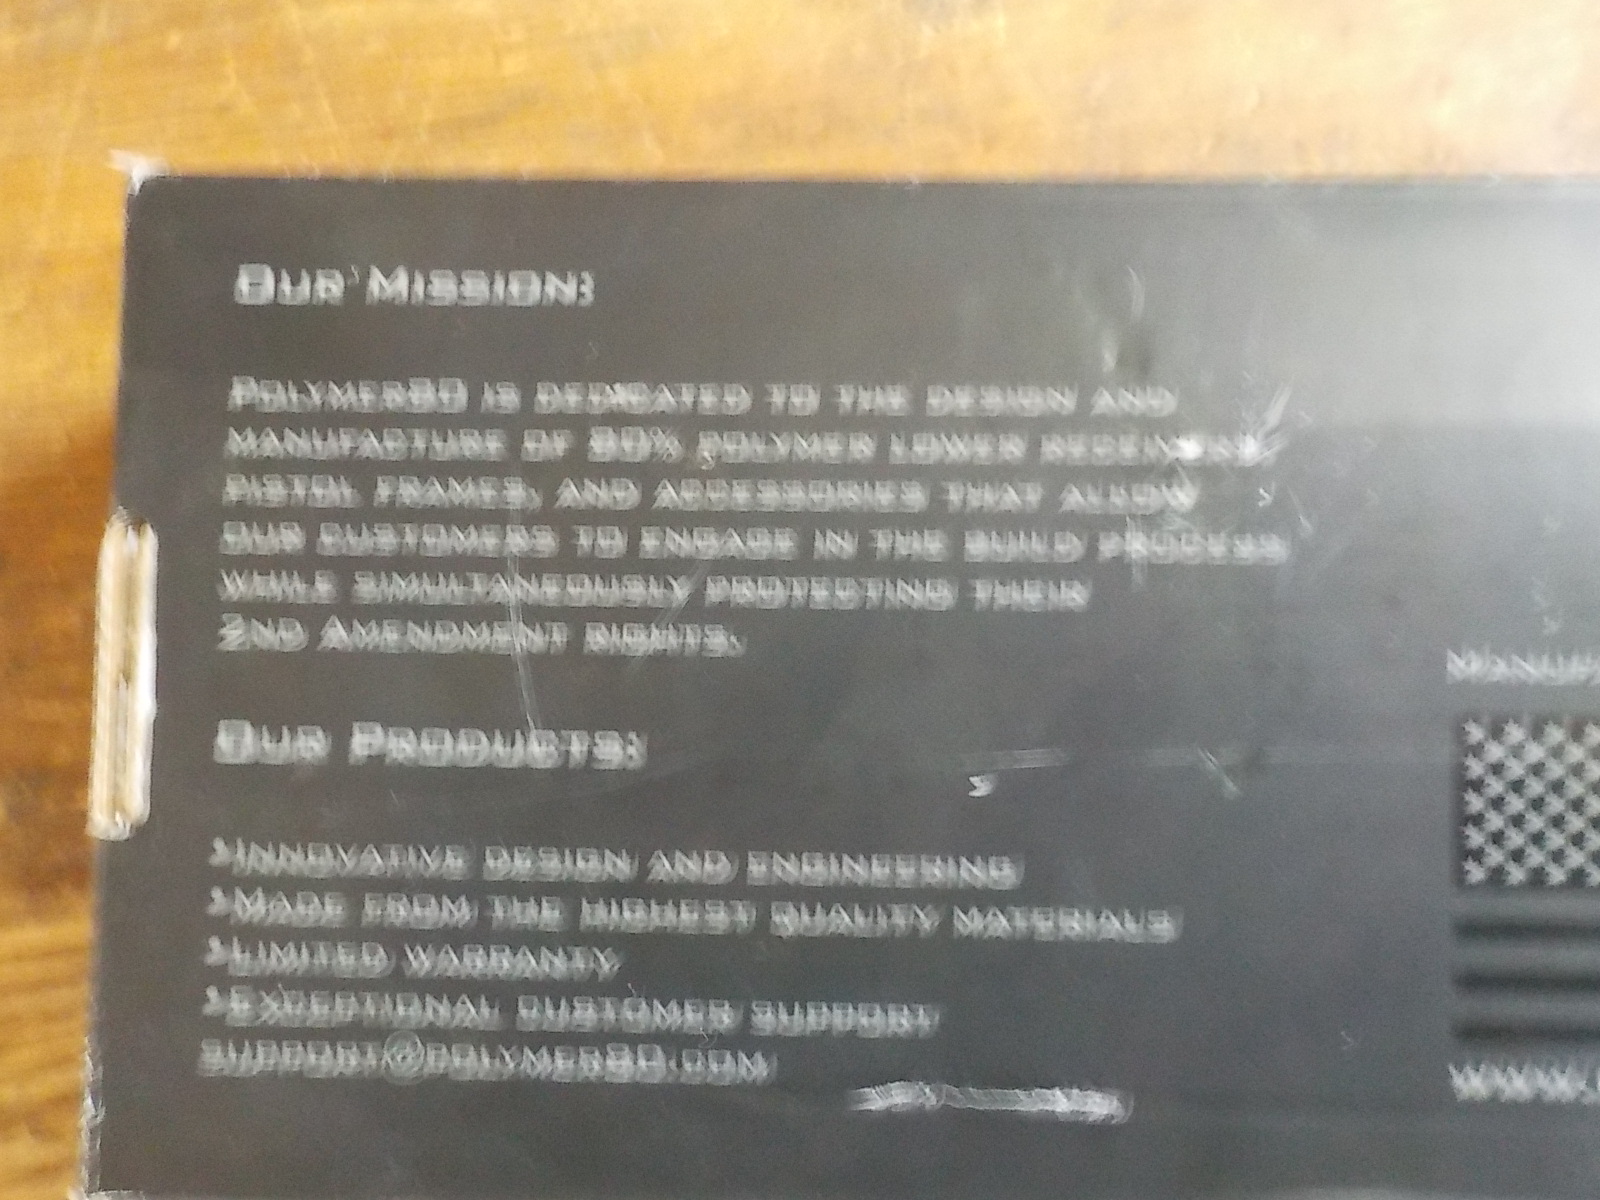 Our Mission:
Polymer80 is dedicated to the design and
manufacture of 80% polymer lower receivers,
pistol frames, and accessories that allow
our customers to engage in the build process
while simultaneously protecting their
2nd Amendment rights.
Our Products:
•Innovative design and engineering
•Made from the highest quality materials
•Limited warranty
•Exceptional customer support
support@polymer80.com
www.